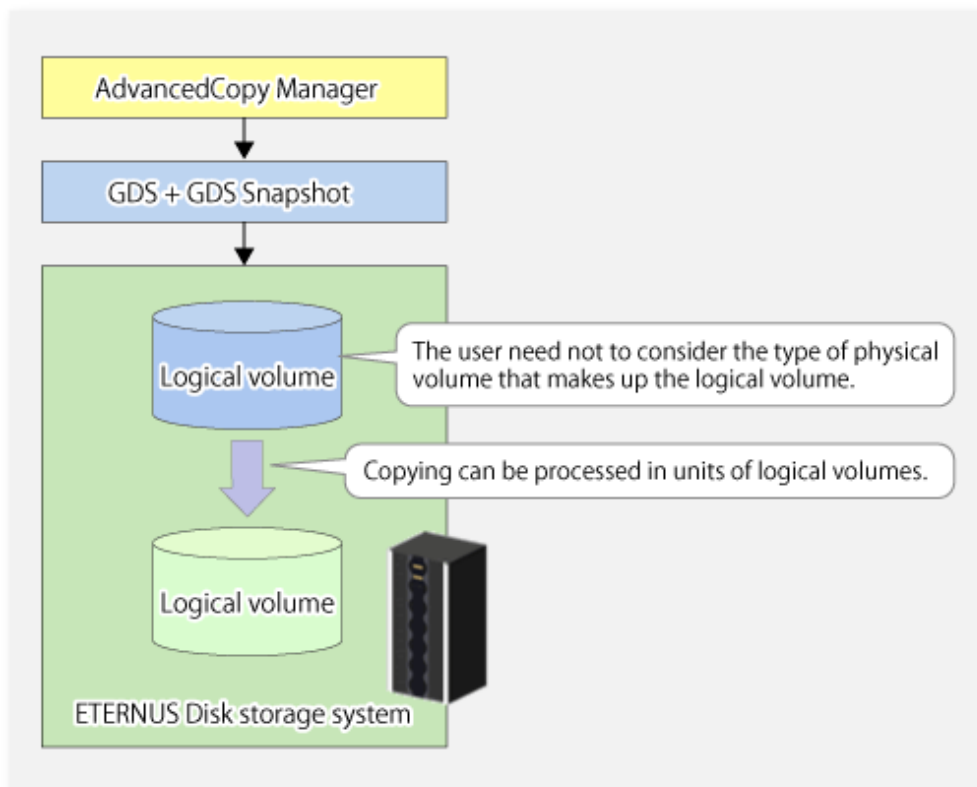 AdvancedCopy Manager
GDS + GDS Snapshot
Logical volume
The user need not to consider the type of physical
volume that makes up the logical volume.
Copying can be processed in units of logical volumes.
Logical volume
ETERNUS Disk storage system